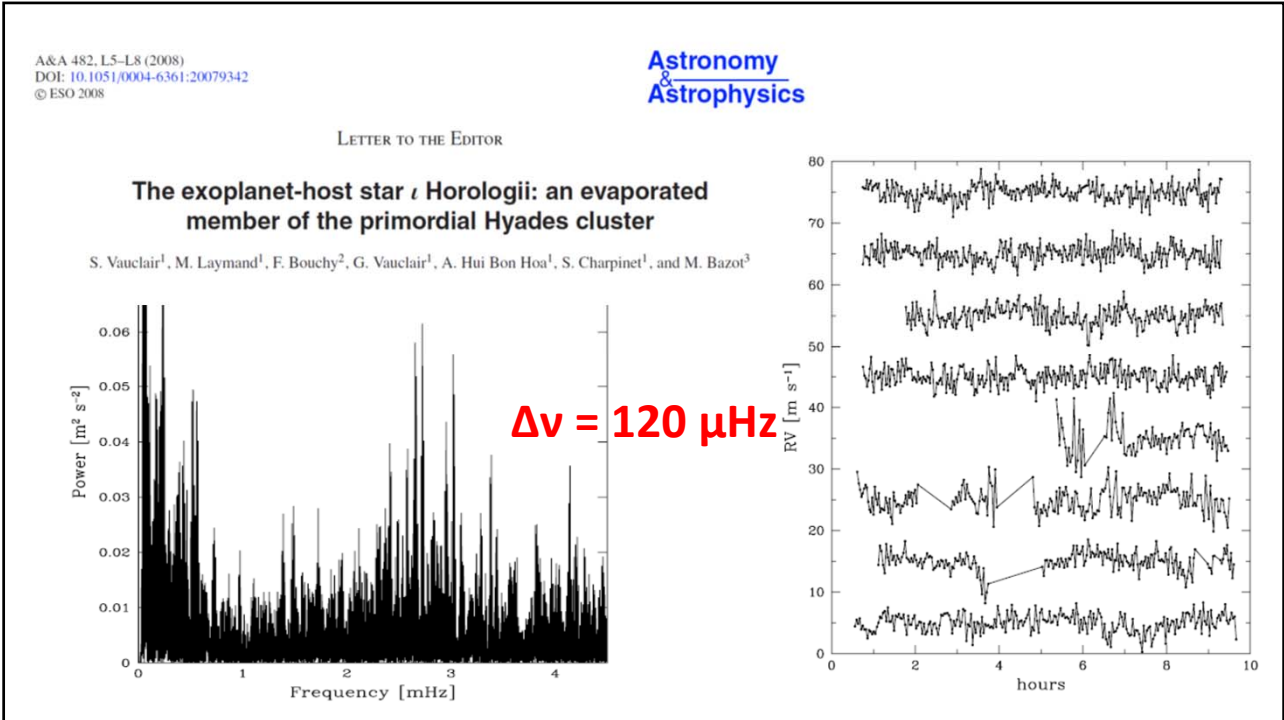 A&A 482, L5–L8 (2008)
DOI: 10.1051/0004-6361:20079342
© ESO 2008
Astronomy
&
Astrophysics
LETTER TO THE EDITOR
The exoplanet-host star ι Horologii: an evaporated
member of the primordial Hyades cluster
S. Vauclair¹, M. Laymand¹, F. Bouchy², G. Vauclair¹, A. Hui Bon Hoa¹, S. Charpinet¹, and M. Bazot³
Power [m² s⁻²]
0.06
0.05
0.04
0.03
0.02
0.01
0
0 1 2 3 4
Frequency [mHz]
Δν = 120 μHz
RV [m s⁻¹]
80
70
60
50
40
30
20
10
0
0 2 4 6 8 10
hours